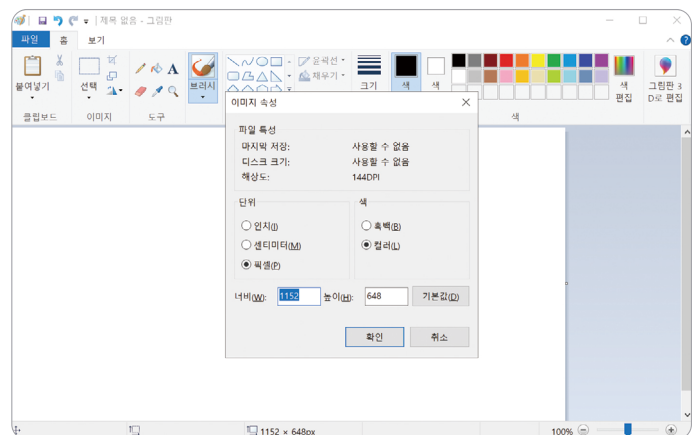 제목 없음 - 그림판
파일 홈 보기
붙여넣기 선택 A 브러시 윤곽선 채우기 크기 색 색 색 편집 그림판 3D로 편집
클립보드 이미지 도구 색
이미지 속성
파일 특성
마지막 저장: 사용할 수 없음
디스크 크기: 사용할 수 없음
해상도: 144DPI
단위 색
인치(I) 흑백(B)
센티미터(M) 컬러(L)
픽셀(P)
너비(W): 1152 높이(H): 648 기본값(D)
확인 취소
1152 × 648px 100%